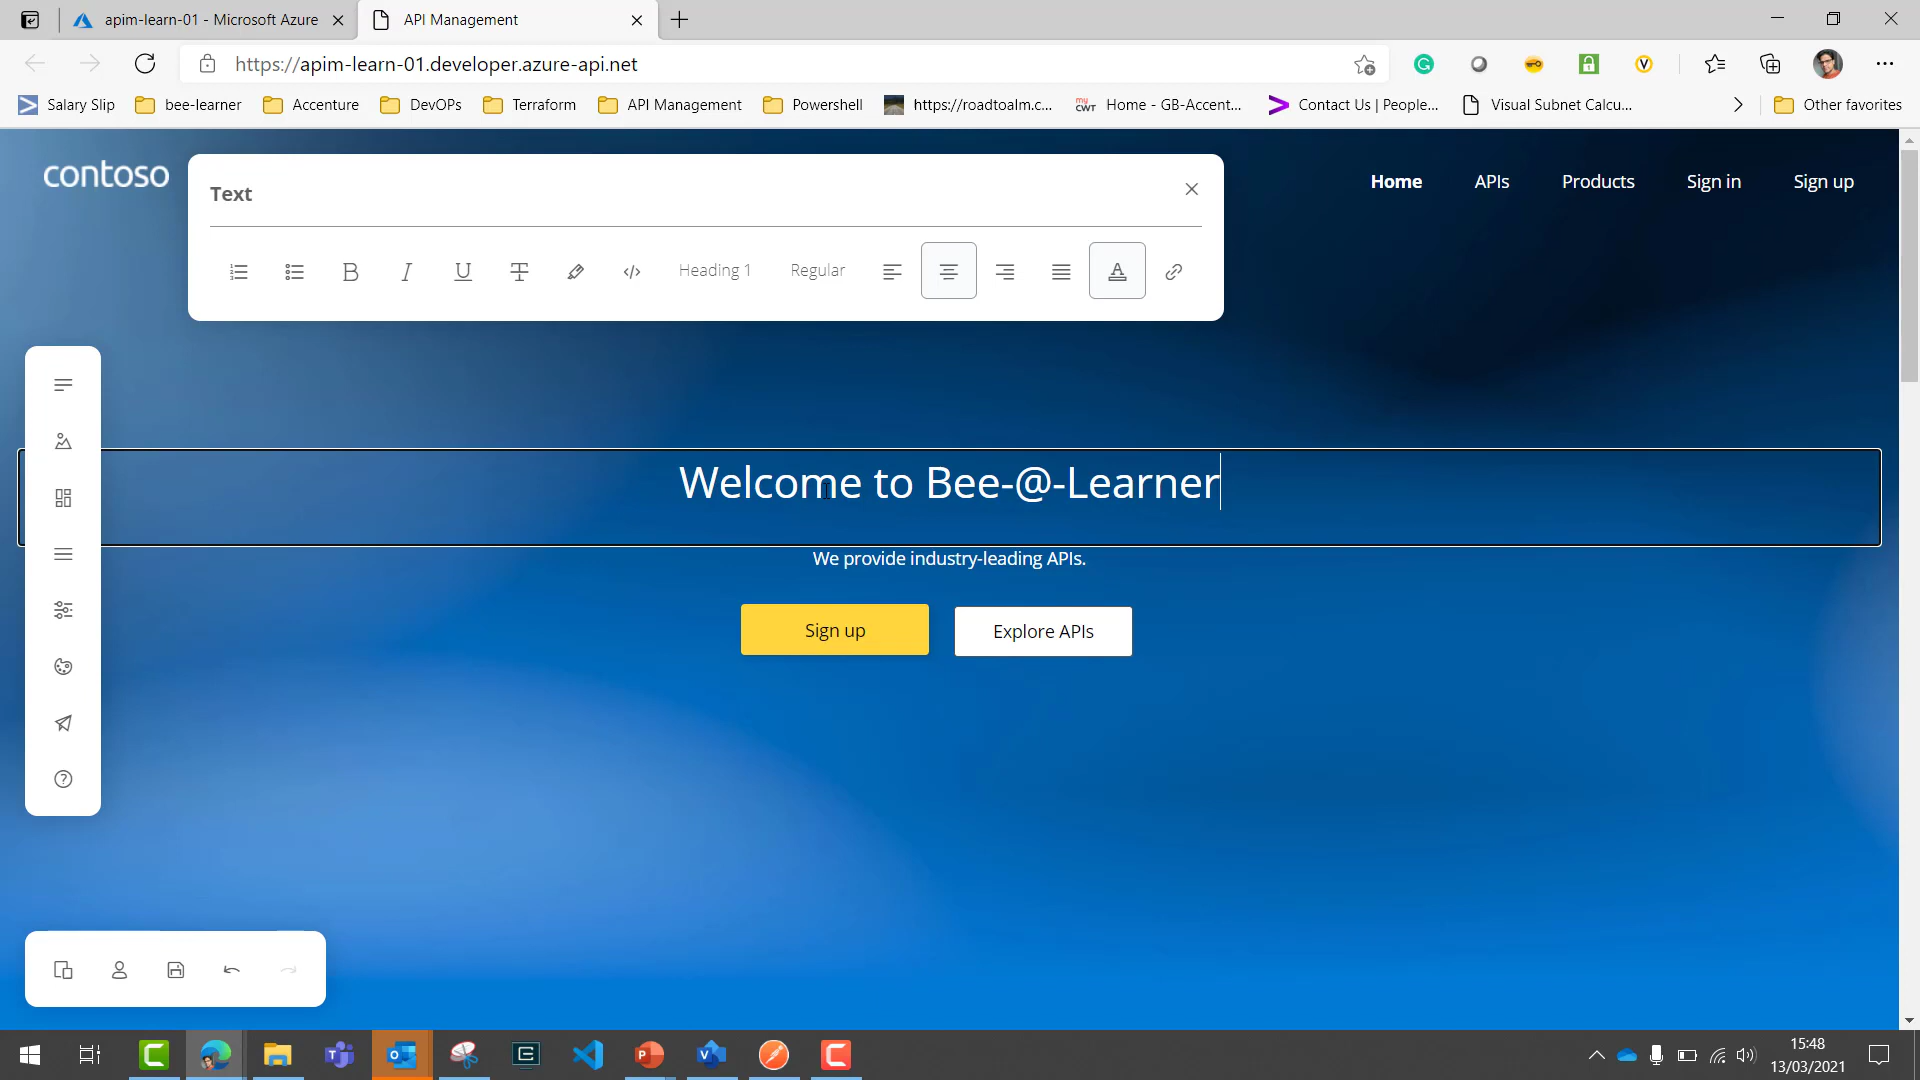 apim-learn-01 - Microsoft Azure
API Management
https://apim-learn-01.developer.azure-api.net
Salary Slip
bee-learner
Accenture
DevOPs
Terraform
API Management
Powershell
https://roadtoalm.c...
my CWT
Home - GB-Accent...
Contact Us | People...
Visual Subnet Calcu...
Other favorites
contoso
Text
Home
APIs
Products
Sign in
Sign up
Heading 1
Regular
Welcome to Bee-@-Learner
We provide industry-leading APIs.
Sign up
Explore APIs
15:48
13/03/2021